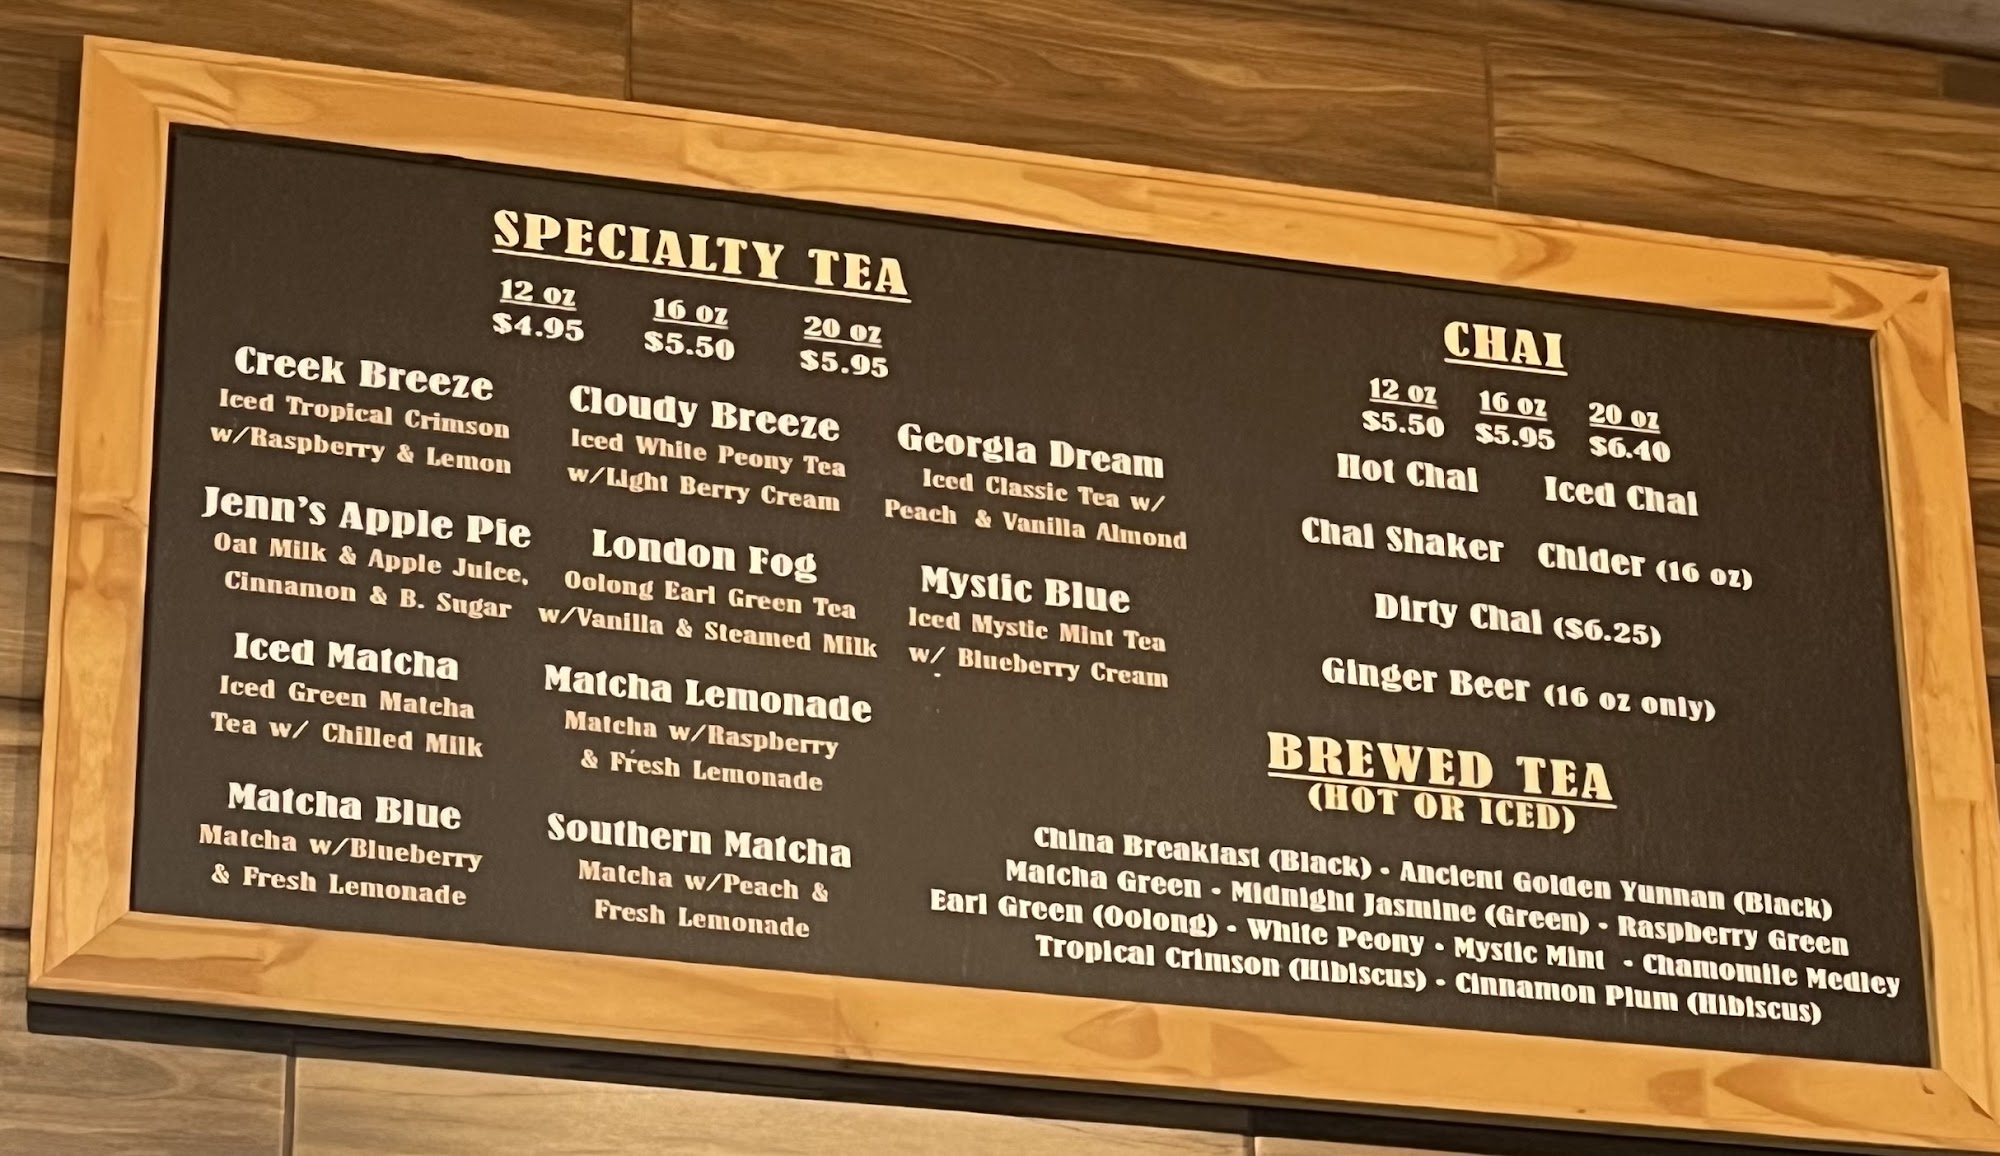 SPECIALTY TEA
12 oz 16 oz 20 oz
$4.95 $5.50 $5.95
Creek Breeze
Iced Tropical Crimson
w/Raspberry & Lemon
Cloudy Breeze
Iced White Peony Tea
w/Light Berry Cream
Georgia Dream
Iced Classic Tea w/
Peach & Vanilla Almond
Jenn's Apple Pie
Oat Milk & Apple Juice,
Cinnamon & B. Sugar
London Fog
Oolong Earl Green Tea
w/Vanilla & Steamed Milk
Mystic Blue
Iced Mystic Mint Tea
w/ Blueberry Cream
Iced Matcha
Iced Green Matcha
Tea w/ Chilled Milk
Matcha Lemonade
Matcha w/Raspberry
& Fresh Lemonade
Matcha Blue
Matcha w/Blueberry
& Fresh Lemonade
Southern Matcha
Matcha w/Peach &
Fresh Lemonade
CHAI
12 oz 16 oz 20 oz
$5.50 $5.95 $6.40
Hot Chai Iced Chai
Chai Shaker Chider (16 oz)
Dirty Chai ($6.25)
Ginger Beer (16 oz only)
BREWED TEA
(HOT OR ICED)
China Breakfast (Black) - Ancient Golden Yunnan (Black)
Matcha Green - Midnight Jasmine (Green) - Raspberry Green
Earl Green (Oolong) - White Peony - Mystic Mint - Chamomile Medley
Tropical Crimson (Hibiscus) - Cinnamon Plum (Hibiscus)